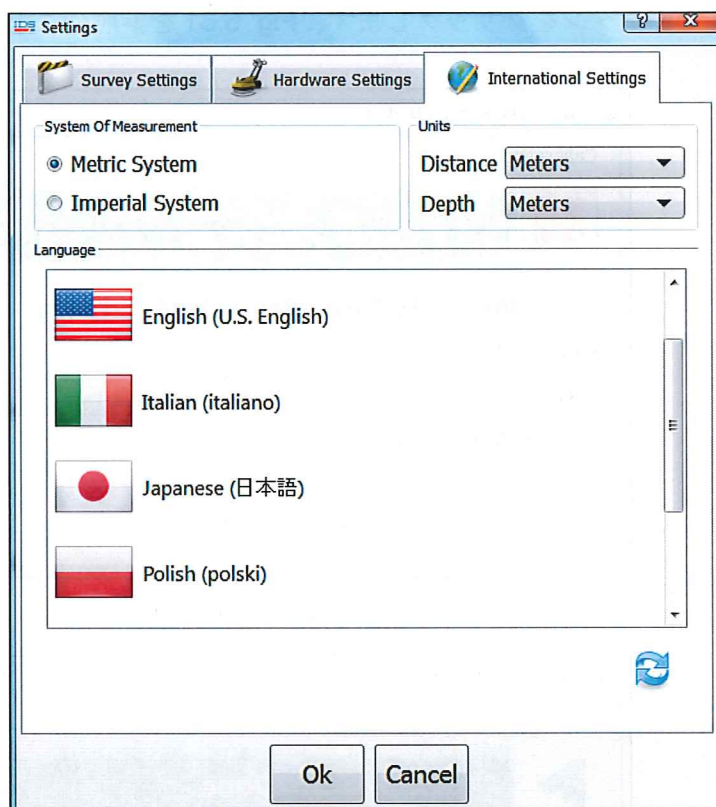 IDS Settings
Survey Settings
Hardware Settings
International Settings
System Of Measurement
Metric System
Imperial System
Units
Distance Meters
Depth Meters
Language
English (U.S. English)
Italian (italiano)
Japanese (日本語)
Polish (polski)
Ok Cancel